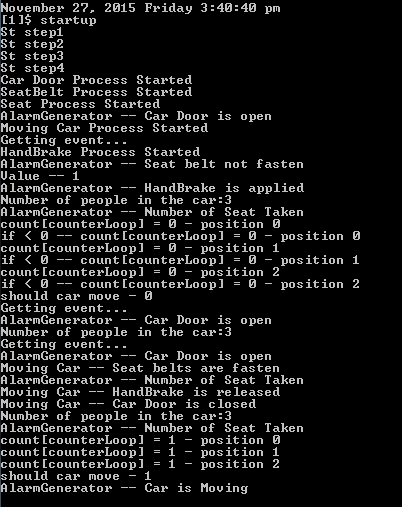 November 27, 2015 Friday 3:40:40 pm
[1]$ startup
St step1
St step2
St step3
St step4
Car Door Process Started
SeatBelt Process Started
Seat Process Started
AlarmGenerator -- Car Door is open
Moving Car Process Started
Getting event...
HandBrake Process Started
AlarmGenerator -- Seat belt not fasten
Value -- 1
AlarmGenerator -- HandBrake is applied
Number of people in the car:3
AlarmGenerator -- Number of Seat Taken
count[counterLoop] = 0 - position 0
if < 0 -- count[counterLoop] = 0 - position 0
count[counterLoop] = 0 - position 1
if < 0 -- count[counterLoop] = 0 - position 1
count[counterLoop] = 0 - position 2
if < 0 -- count[counterLoop] = 0 - position 2
should car move - 0
Getting event...
AlarmGenerator -- Car Door is open
Number of people in the car:3
Getting event...
AlarmGenerator -- Car Door is open
Moving Car -- Seat belts are fasten
AlarmGenerator -- Number of Seat Taken
Moving Car -- HandBrake is released
Moving Car -- Car Door is closed
Number of people in the car:3
AlarmGenerator -- Number of Seat Taken
count[counterLoop] = 1 - position 0
count[counterLoop] = 1 - position 1
count[counterLoop] = 1 - position 2
should car move - 1
AlarmGenerator -- Car is Moving